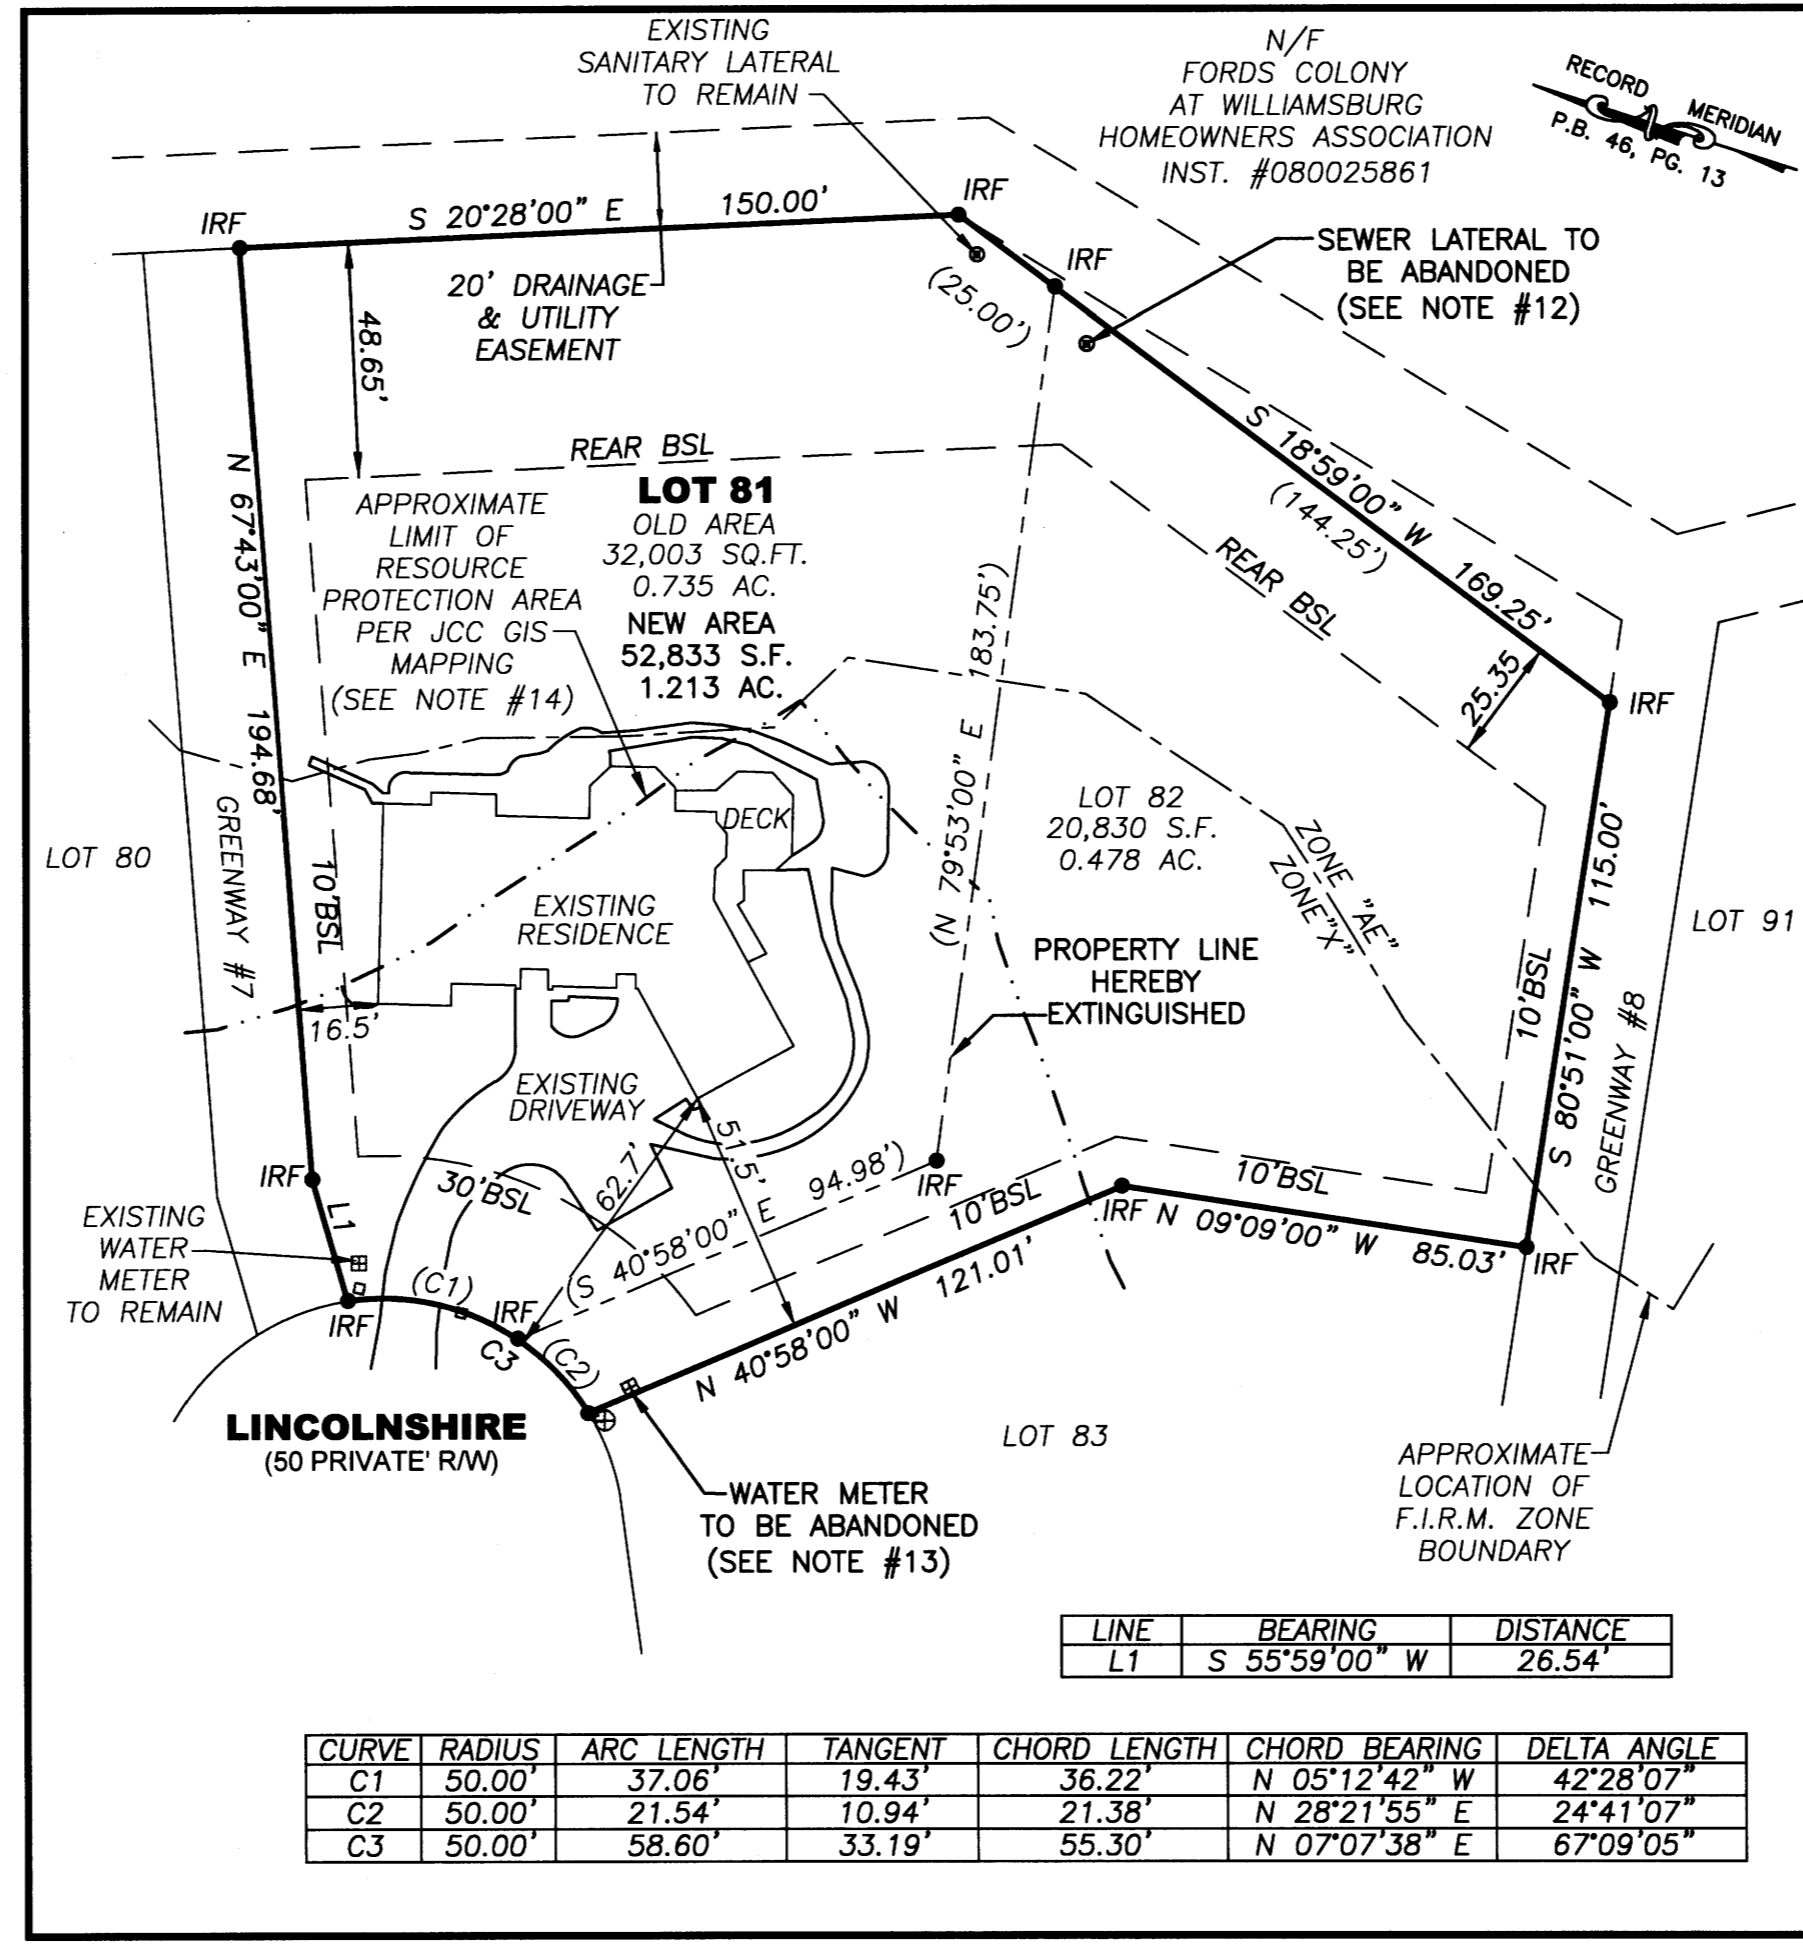 EXISTING
SANITARY LATERAL
TO REMAIN
N/F
FORDS COLONY
AT WILLIAMSBURG
HOMEOWNERS ASSOCIATION
INST. #080025861
RECORD MERIDIAN
P.B. 46, PG. 13
IRF
S 20°28'00" E 150.00'
IRF
IRF
SEWER LATERAL TO
BE ABANDONED
(SEE NOTE #12)
20' DRAINAGE
& UTILITY
EASEMENT
(25.00')
48.65'
S 18°59'00" W 169.25'
(144.25')
REAR BSL
REAR BSL
LOT 81
OLD AREA
32,003 SQ.FT.
0.735 AC.
NEW AREA
52,833 S.F.
1.213 AC.
APPROXIMATE
LIMIT OF
RESOURCE
PROTECTION AREA
PER JCC GIS
MAPPING
(SEE NOTE #14)
N 67°43'00" E 194.68'
(N 79°53'00" E 183.75')
25.35
IRF
LOT 80
GREENWAY #7
10'BSL
DECK
EXISTING
RESIDENCE
LOT 82
20,830 S.F.
0.478 AC.
ZONE "AE"
ZONE "X"
S 80°51'00" W 115.00'
10'BSL
LOT 91
GREENWAY #8
16.5'
PROPERTY LINE
HEREBY
EXTINGUISHED
EXISTING
DRIVEWAY
51.5'
62.7'
IRF
L1
30'BSL
(S 40°58'00" E 94.98')
IRF
10'BSL
10'BSL
IRF
N 09°09'00" W 85.03'
IRF
EXISTING
WATER
METER
TO REMAIN
IRF
(C1)
IRF
C3
(C2)
N 40°58'00" W 121.01'
LINCOLNSHIRE
(50 PRIVATE' R/W)
LOT 83
WATER METER
TO BE ABANDONED
(SEE NOTE #13)
APPROXIMATE
LOCATION OF
F.I.R.M. ZONE
BOUNDARY
LINE BEARING DISTANCE
L1 S 55°59'00" W 26.54'
CURVE RADIUS ARC LENGTH TANGENT CHORD LENGTH CHORD BEARING DELTA ANGLE
C1 50.00' 37.06' 19.43' 36.22' N 05°12'42" W 42°28'07"
C2 50.00' 21.54' 10.94' 21.38' N 28°21'55" E 24°41'07"
C3 50.00' 58.60' 33.19' 55.30' N 07°07'38" E 67°09'05"